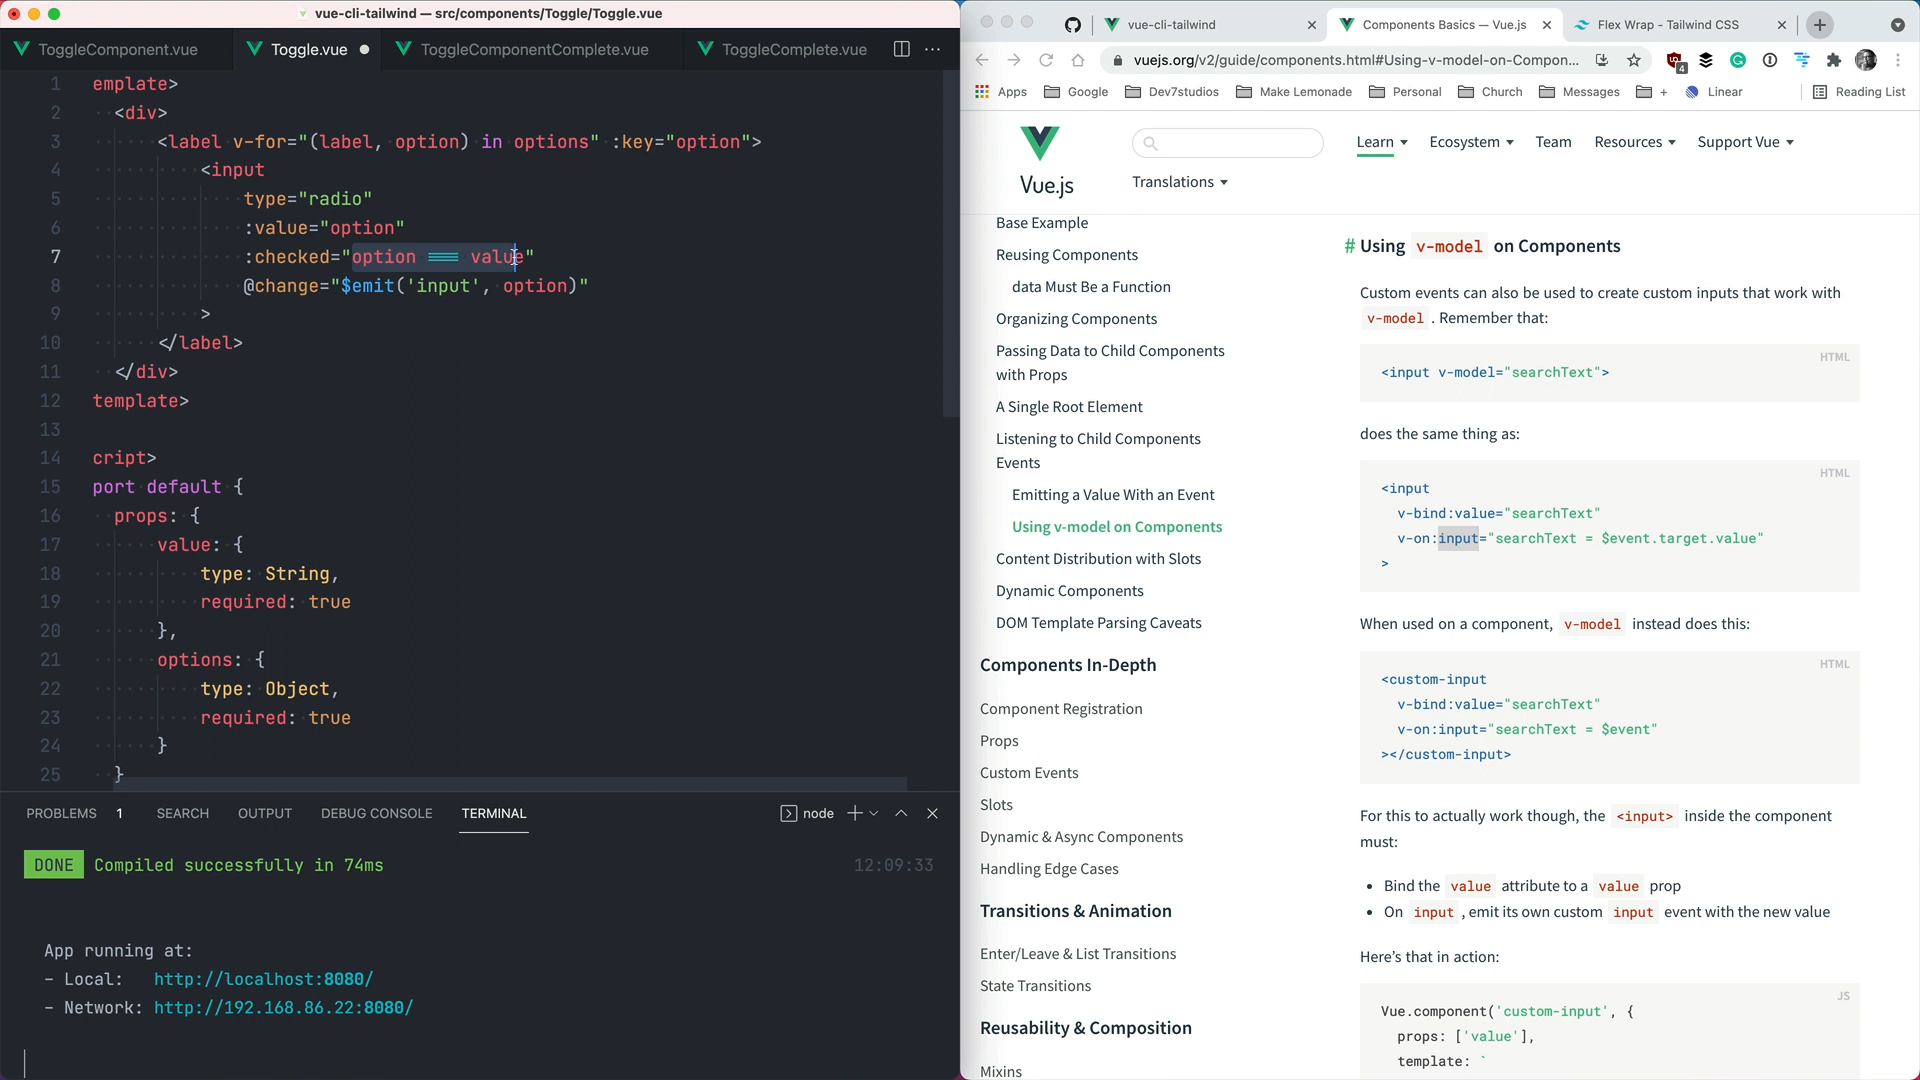 vue-cli-tailwind — src/components/Toggle/Toggle.vue
ToggleComponent.vue
Toggle.vue
ToggleComponentComplete.vue
ToggleComplete.vue
1 emplate>
2 <div>
3 <label v-for="(label, option) in options" :key="option">
4 <input
5 type="radio"
6 :value="option"
7 :checked="option === value"
8 @change="$emit('input', option)"
9 >
10 </label>
11 </div>
12 template>
13
14 cript>
15 port default {
16 props: {
17 value: {
18 type: String,
19 required: true
20 },
21 options: {
22 type: Object,
23 required: true
24 }
25 }
PROBLEMS 1 SEARCH OUTPUT DEBUG CONSOLE TERMINAL
node
DONE Compiled successfully in 74ms 12:09:33
App running at:
- Local: http://localhost:8080/
- Network: http://192.168.86.22:8080/
vue-cli-tailwind
Components Basics — Vue.js
Flex Wrap - Tailwind CSS
vuejs.org/v2/guide/components.html#Using-v-model-on-Compon...
4
Apps Google Dev7studios Make Lemonade Personal Church Messages + Linear Reading List
Vue.js
Learn Ecosystem Team Resources Support Vue
Translations
Base Example
Reusing Components
data Must Be a Function
Organizing Components
Passing Data to Child Components
with Props
A Single Root Element
Listening to Child Components
Events
Emitting a Value With an Event
Using v-model on Components
Content Distribution with Slots
Dynamic Components
DOM Template Parsing Caveats
Components In-Depth
Component Registration
Props
Custom Events
Slots
Dynamic & Async Components
Handling Edge Cases
Transitions & Animation
Enter/Leave & List Transitions
State Transitions
Reusability & Composition
Mixins
# Using v-model on Components
Custom events can also be used to create custom inputs that work with
v-model . Remember that:
HTML
<input v-model="searchText">
does the same thing as:
HTML
<input
v-bind:value="searchText"
v-on:input="searchText = $event.target.value"
>
When used on a component, v-model instead does this:
HTML
<custom-input
v-bind:value="searchText"
v-on:input="searchText = $event"
></custom-input>
For this to actually work though, the <input> inside the component
must:
• Bind the value attribute to a value prop
• On input , emit its own custom input event with the new value
Here’s that in action:
JS
Vue.component('custom-input', {
props: ['value'],
template: `